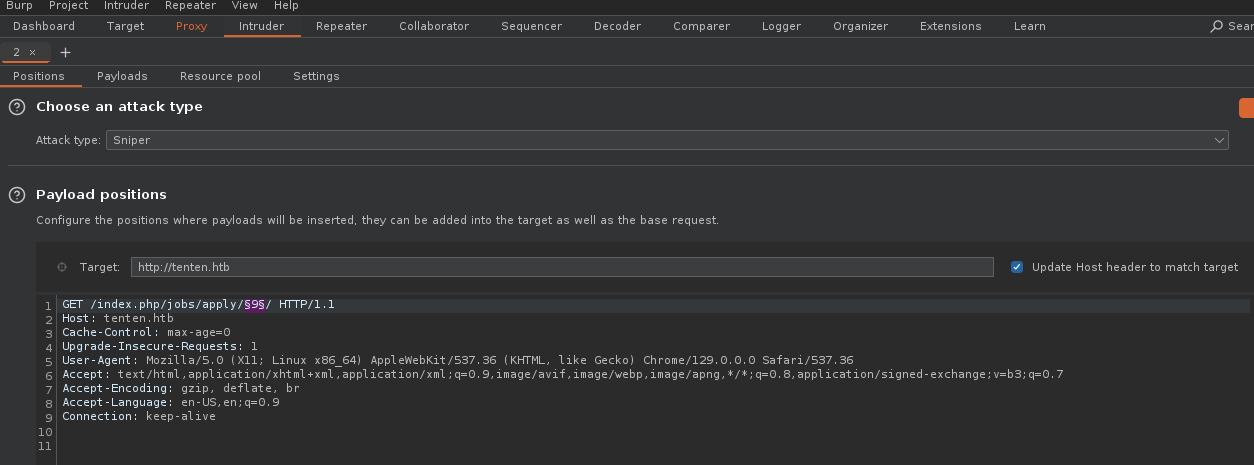 Burp Project Intruder Repeater View Help
Dashboard Target Proxy Intruder Repeater Collaborator Sequencer Decoder Comparer Logger Organizer Extensions Learn
2 × +
Positions Payloads Resource pool Settings
? Choose an attack type
Attack type: Sniper
? Payload positions
Configure the positions where payloads will be inserted, they can be added into the target as well as the base request.
Target: http://tenten.htb Update Host header to match target
1 GET /index.php/jobs/apply/§9§/ HTTP/1.1
2 Host: tenten.htb
3 Cache-Control: max-age=0
4 Upgrade-Insecure-Requests: 1
5 User-Agent: Mozilla/5.0 (X11; Linux x86_64) AppleWebKit/537.36 (KHTML, like Gecko) Chrome/129.0.0.0 Safari/537.36
6 Accept: text/html,application/xhtml+xml,application/xml;q=0.9,image/avif,image/webp,image/apng,*/*;q=0.8,application/signed-exchange;v=b3;q=0.7
7 Accept-Encoding: gzip, deflate, br
8 Accept-Language: en-US,en;q=0.9
9 Connection: keep-alive
10
11